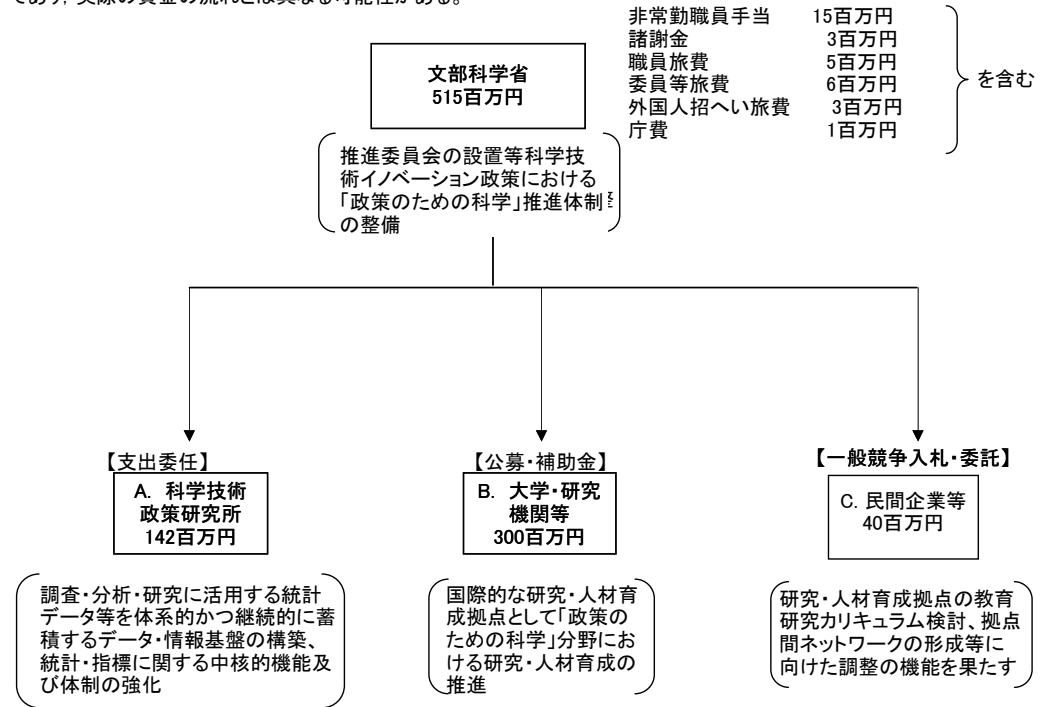 であり、実際の資金の流れとは異なる可能性がある。
非常勤職員手当 15百万円
諸謝金 3百万円
職員旅費 5百万円
委員等旅費 6百万円
外国人招へい旅費 3百万円
庁費 1百万円
を含む
文部科学省
515百万円
推進委員会の設置等科学技
術イノベーション政策における
「政策のための科学」推進体制
の整備
【支出委任】
A. 科学技術
政策研究所
142百万円
調査・分析・研究に活用する統計
データ等を体系的かつ継続的に蓄
積するデータ・情報基盤の構築、
統計・指標に関する中核的機能及
び体制の強化
【公募・補助金】
B. 大学・研究
機関等
300百万円
国際的な研究・人材育
成拠点として「政策の
ための科学」分野にお
ける研究・人材育成の
推進
【一般競争入札・委託】
C. 民間企業等
40百万円
研究・人材育成拠点の教育
研究カリキュラム検討、拠点
間ネットワークの形成等に
向けた調整の機能を果たす